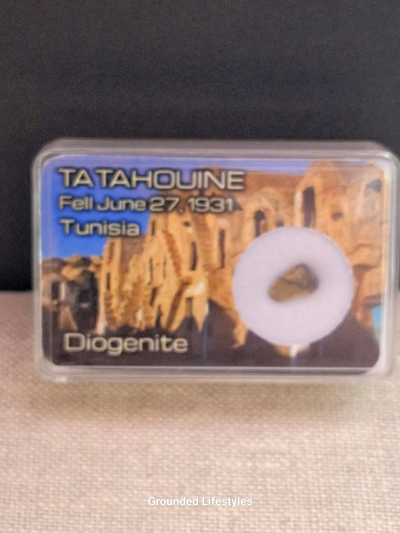 TATAHOUINE
Fell June 27, 1931
Tunisia
Diogenite
Grounded Lifestyles